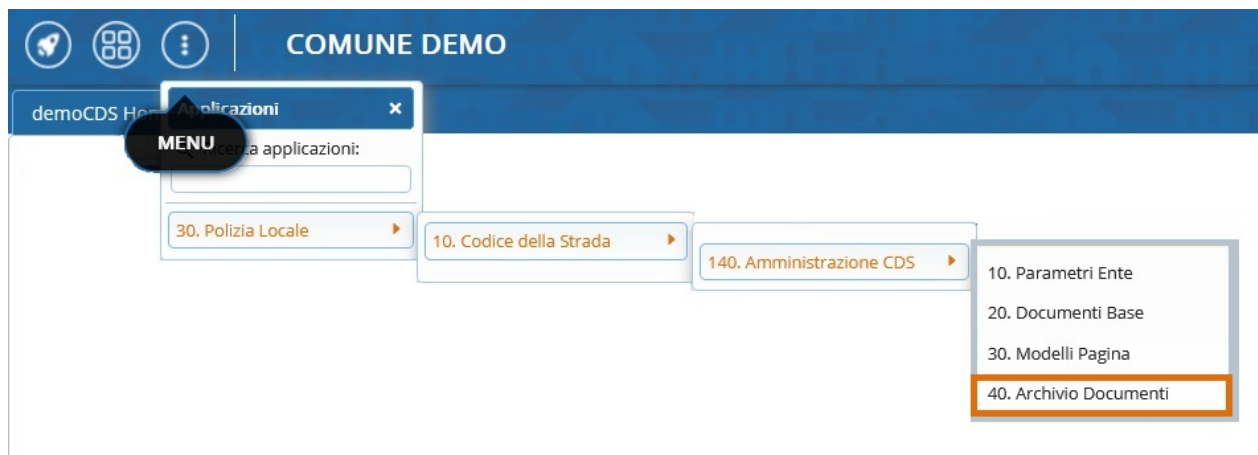 COMUNE DEMO
demoCDS
Applicazioni
MENU
applicazioni:
30. Polizia Locale
10. Codice della Strada
140. Amministrazione CDS
10. Parametri Ente
20. Documenti Base
30. Modelli Pagina
40. Archivio Documenti